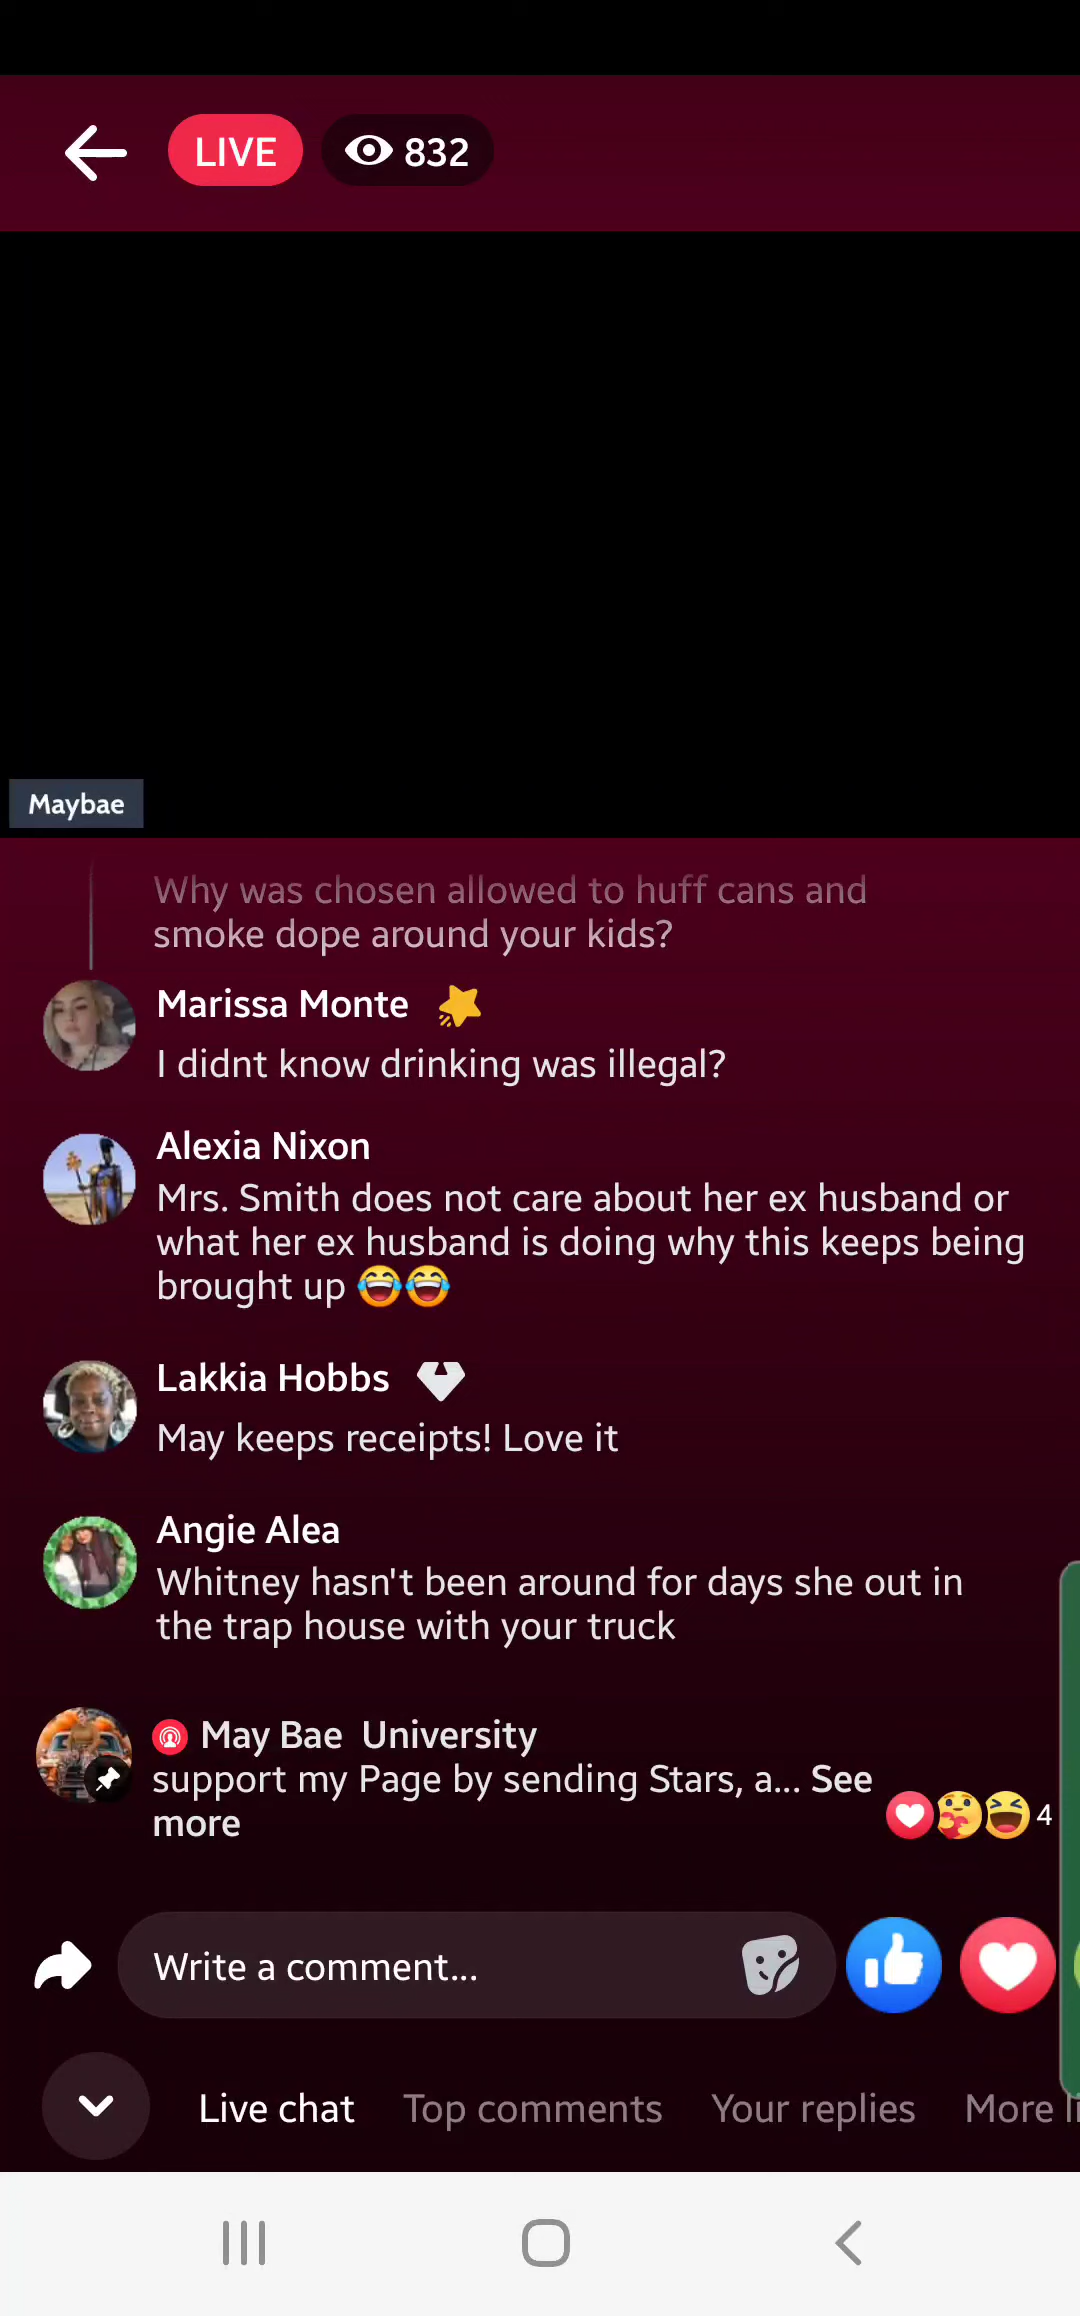 LIVE 832
Maybae
Why was chosen allowed to huff cans and
smoke dope around your kids?
Marissa Monte
I didnt know drinking was illegal?
Alexia Nixon
Mrs. Smith does not care about her ex husband or
what her ex husband is doing why this keeps being
brought up 😂😂
Lakkia Hobbs
May keeps receipts! Love it
Angie Alea
Whitney hasn't been around for days she out in
the trap house with your truck
May Bae University
support my Page by sending Stars, a... See
more
4
Write a comment...
Live chat Top comments Your replies More